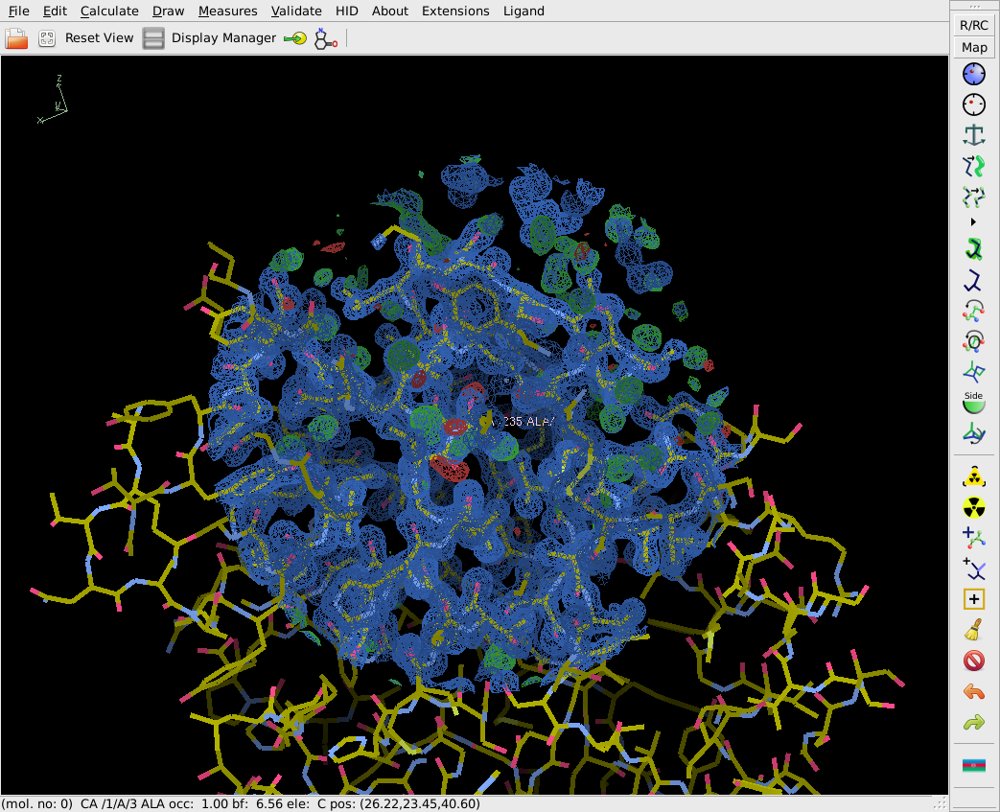 File Edit Calculate Draw Measures Validate HID About Extensions Ligand
Reset View Display Manager
R/RC
Map
Side
Z
X
235 ALA/
(mol. no: 0) CA /1/A/3 ALA occ: 1.00 bf: 6.56 ele: C pos: (26.22,23.45,40.60)